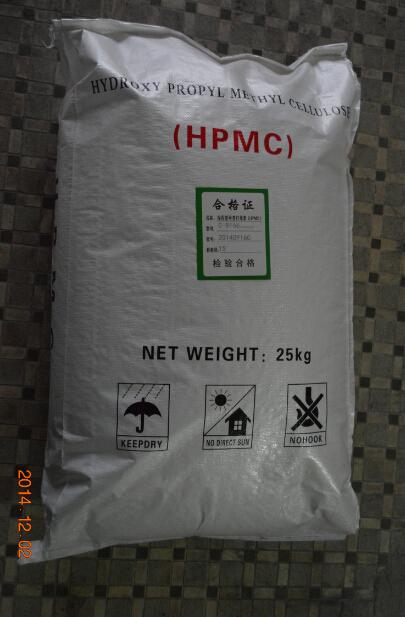 HYDROXY PROPYL METHYL CELLULOSE
(HPMC)
合格证
检验合格
NET WEIGHT: 25kg
KEEPDRY
NO DIRECT SUN
NOHOOK
2014.12.02